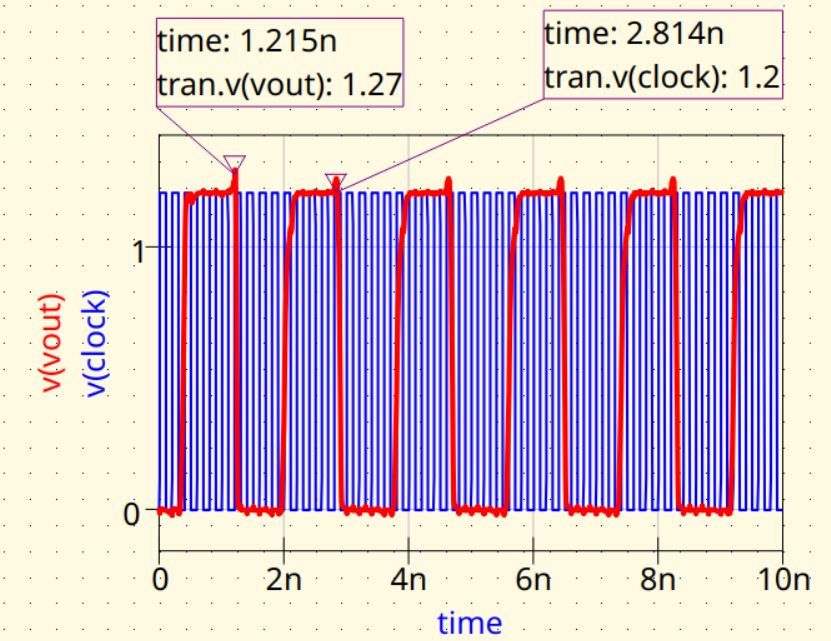 time: 1.215n
tran.v(vout): 1.27
time: 2.814n
tran.v(clock): 1.2
1
0
v(vout)
v(clock)
0
2n
4n
6n
8n
10n
time